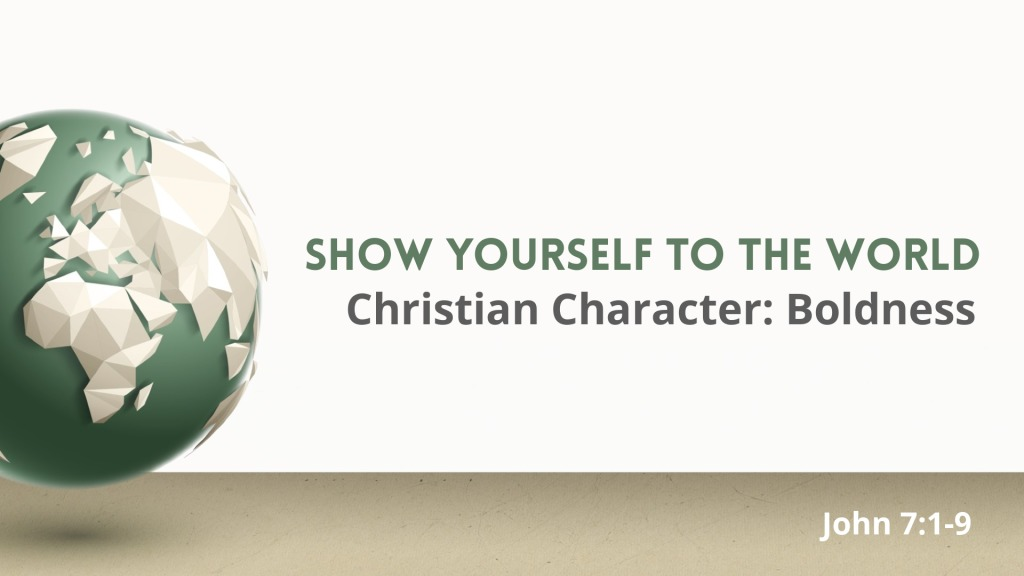 SHOW YOURSELF TO THE WORLD
Christian Character: Boldness
John 7:1-9